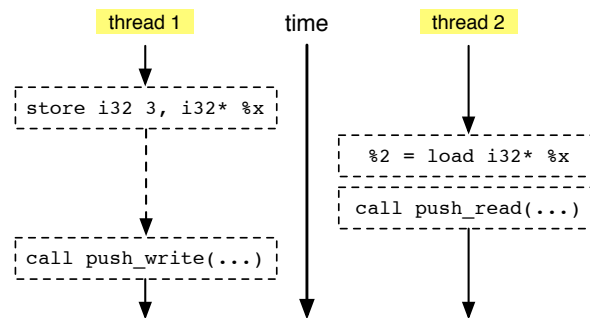 thread 1
time
thread 2
store i32 3, i32* %x
%2 = load i32* %x
call push_read(...)
call push_write(...)